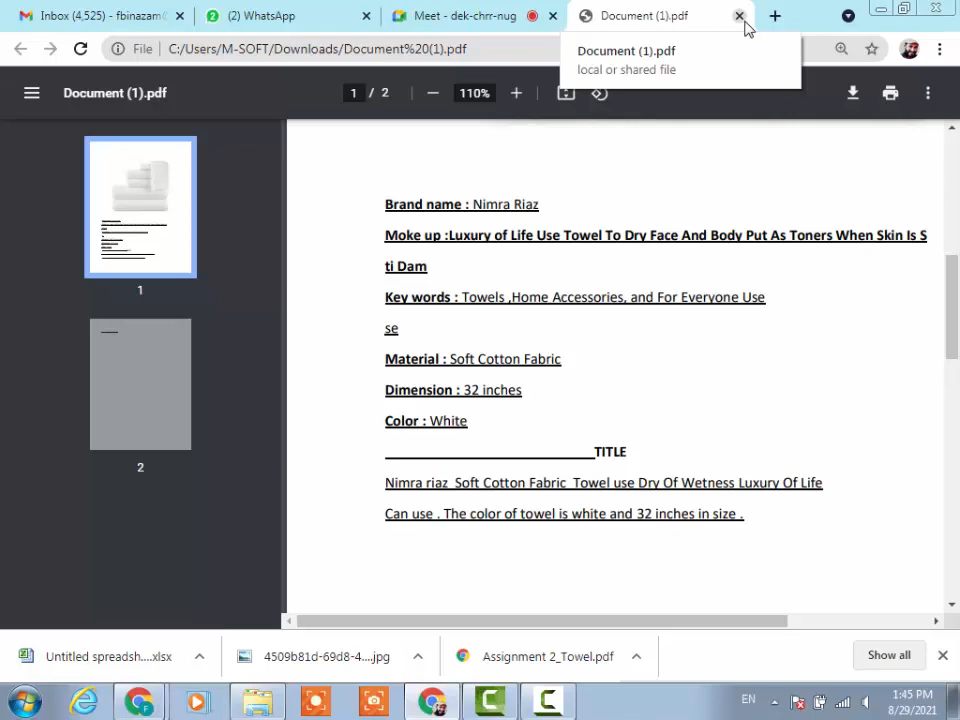 Inbox (4,525) - fbinazam@
(2) WhatsApp
Meet - dek-chrr-nug
Document (1).pdf
File
C:/Users/M-SOFT/Downloads/Document%20(1).pdf
Document (1).pdf
local or shared file
Document (1).pdf
1 / 2
110%
1
2
Brand name : Nimra Riaz
Moke up :Luxury of Life Use Towel To Dry Face And Body Put As Toners When Skin Is S
ti Dam
Key words : Towels ,Home Accessories, and For Everyone Use
se
Material : Soft Cotton Fabric
Dimension : 32 inches
Color : White
____________________________TITLE
Nimra riaz Soft Cotton Fabric Towel use Dry Of Wetness Luxury Of Life
Can use . The color of towel is white and 32 inches in size .
Untitled spreadsh....xlsx
4509b81d-69d8-4....jpg
Assignment 2_Towel.pdf
Show all
EN
1:45 PM
8/29/2021